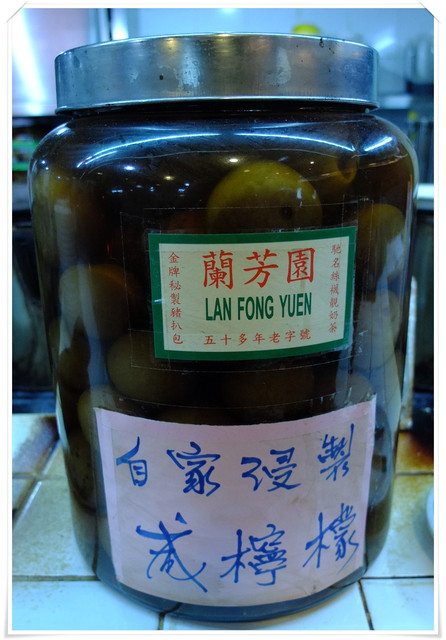 蘭芳園
LAN FONG YUEN
五十多年老字號
金牌秘製豬扒包
馳名絲襪靚奶茶
自家浸製
咸檸檬